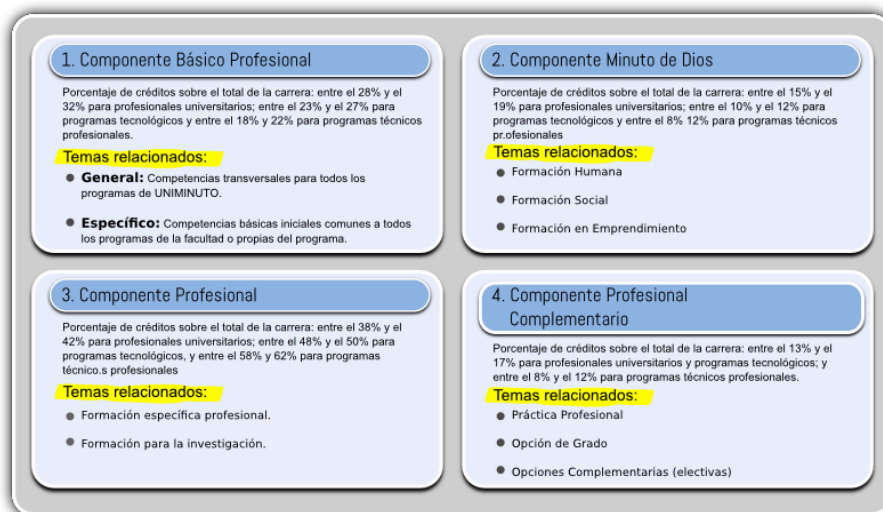 1. Componente Básico Profesional
Porcentaje de créditos sobre el total de la carrera: entre el 28% y el
32% para profesionales universitarios; entre el 23% y el 27% para
programas tecnológicos y entre el 18% y 22% para programas técnicos
profesionales.
Temas relacionados:
General: Competencias transversales para todos los
programas de UNIMINUTO.
Específico: Competencias básicas iniciales comunes a todos
los programas de la facultad o propias del programa.
2. Componente Minuto de Dios
Porcentaje de créditos sobre el total de la carrera: entre el 15% y el
19% para profesionales universitarios; entre el 10% y el 12% para
programas tecnológicos y entre el 8% 12% para programas técnicos
pr.ofesionales
Temas relacionados:
Formación Humana
Formación Social
Formación en Emprendimiento
3. Componente Profesional
Porcentaje de créditos sobre el total de la carrera: entre el 38% y el
42% para profesionales universitarios; entre el 48% y el 50% para
programas tecnológicos, y entre el 58% y 62% para programas
técnico.s profesionales
Temas relacionados:
Formación específica profesional.
Formación para la investigación.
4. Componente Profesional
Complementario
Porcentaje de créditos sobre el total de la carrera: entre el 13% y el
17% para profesionales universitarios y programas tecnológicos; y
entre el 8% y el 12% para programas técnicos profesionales.
Temas relacionados:
Práctica Profesional
Opción de Grado
Opciones Complementarias (electivas)